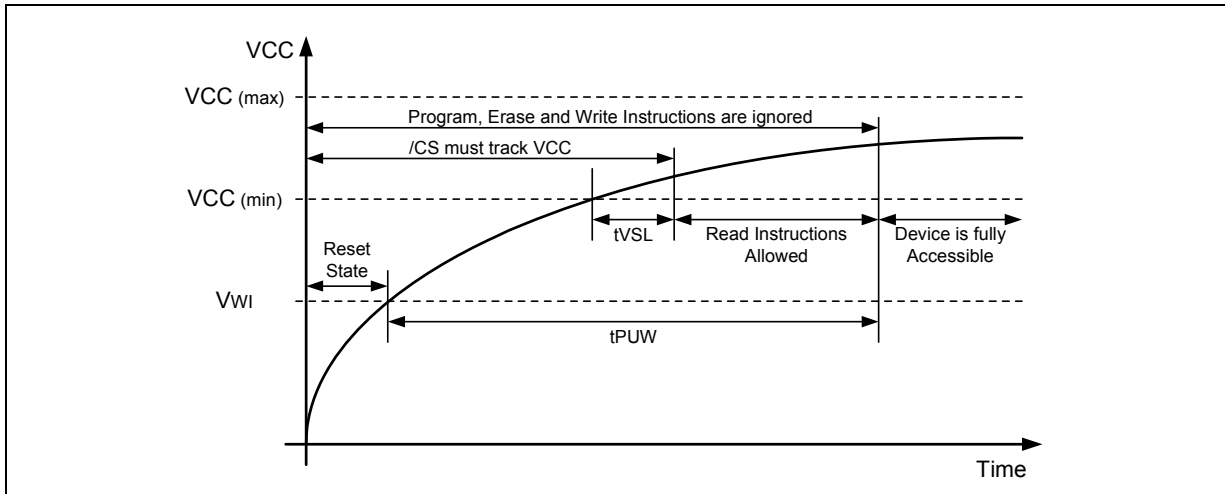 VCC
VCC (max)
Program, Erase and Write Instructions are ignored
/CS must track VCC
VCC (min)
tVSL
Read Instructions
Allowed
Device is fully
Accessible
Reset
State
VWI
tPUW
Time